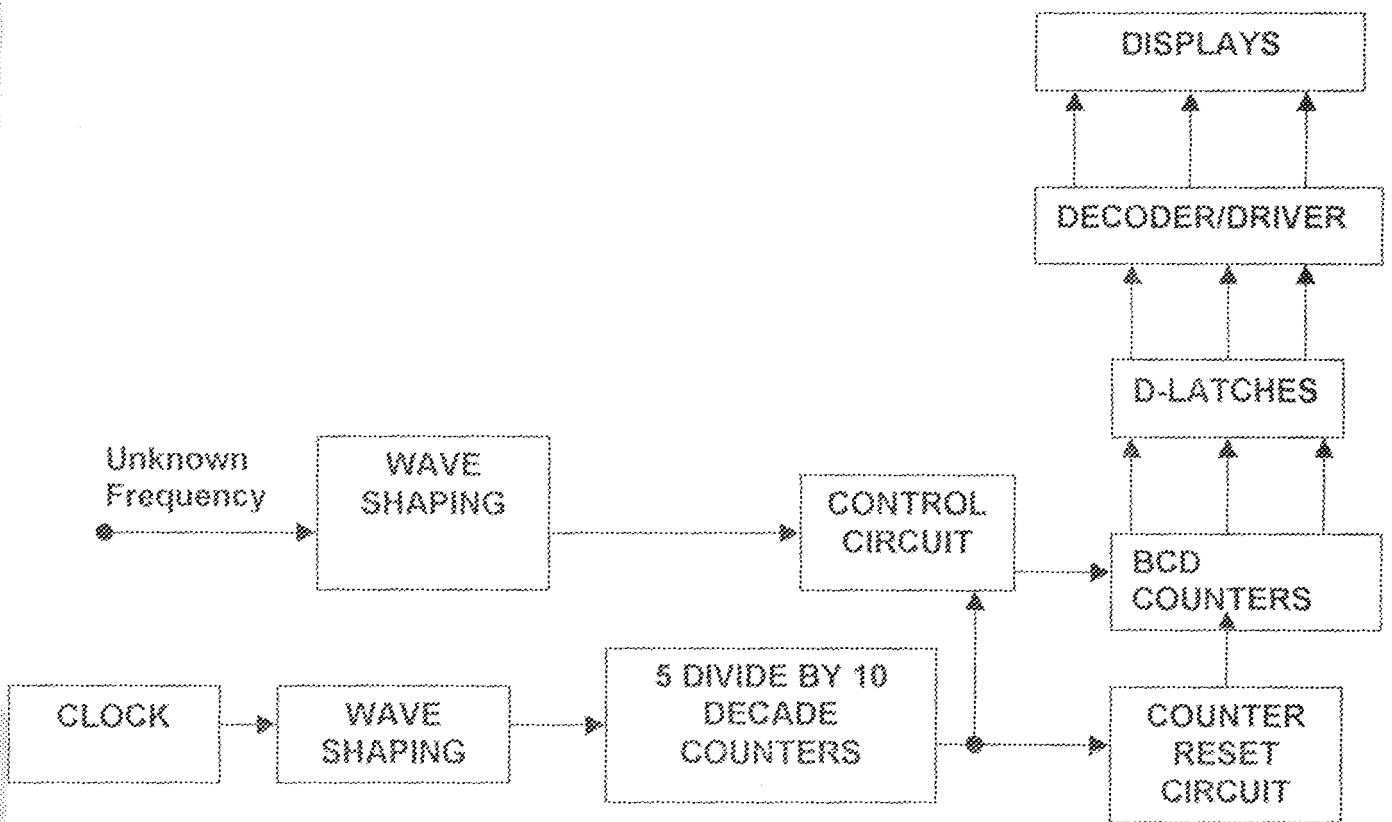 DISPLAYS
DECODER/DRIVER
D-LATCHES
Unknown
Frequency
WAVE
SHAPING
CONTROL
CIRCUIT
BCD
COUNTERS
CLOCK
WAVE
SHAPING
5 DIVIDE BY 10
DECADE
COUNTERS
COUNTER
RESET
CIRCUIT